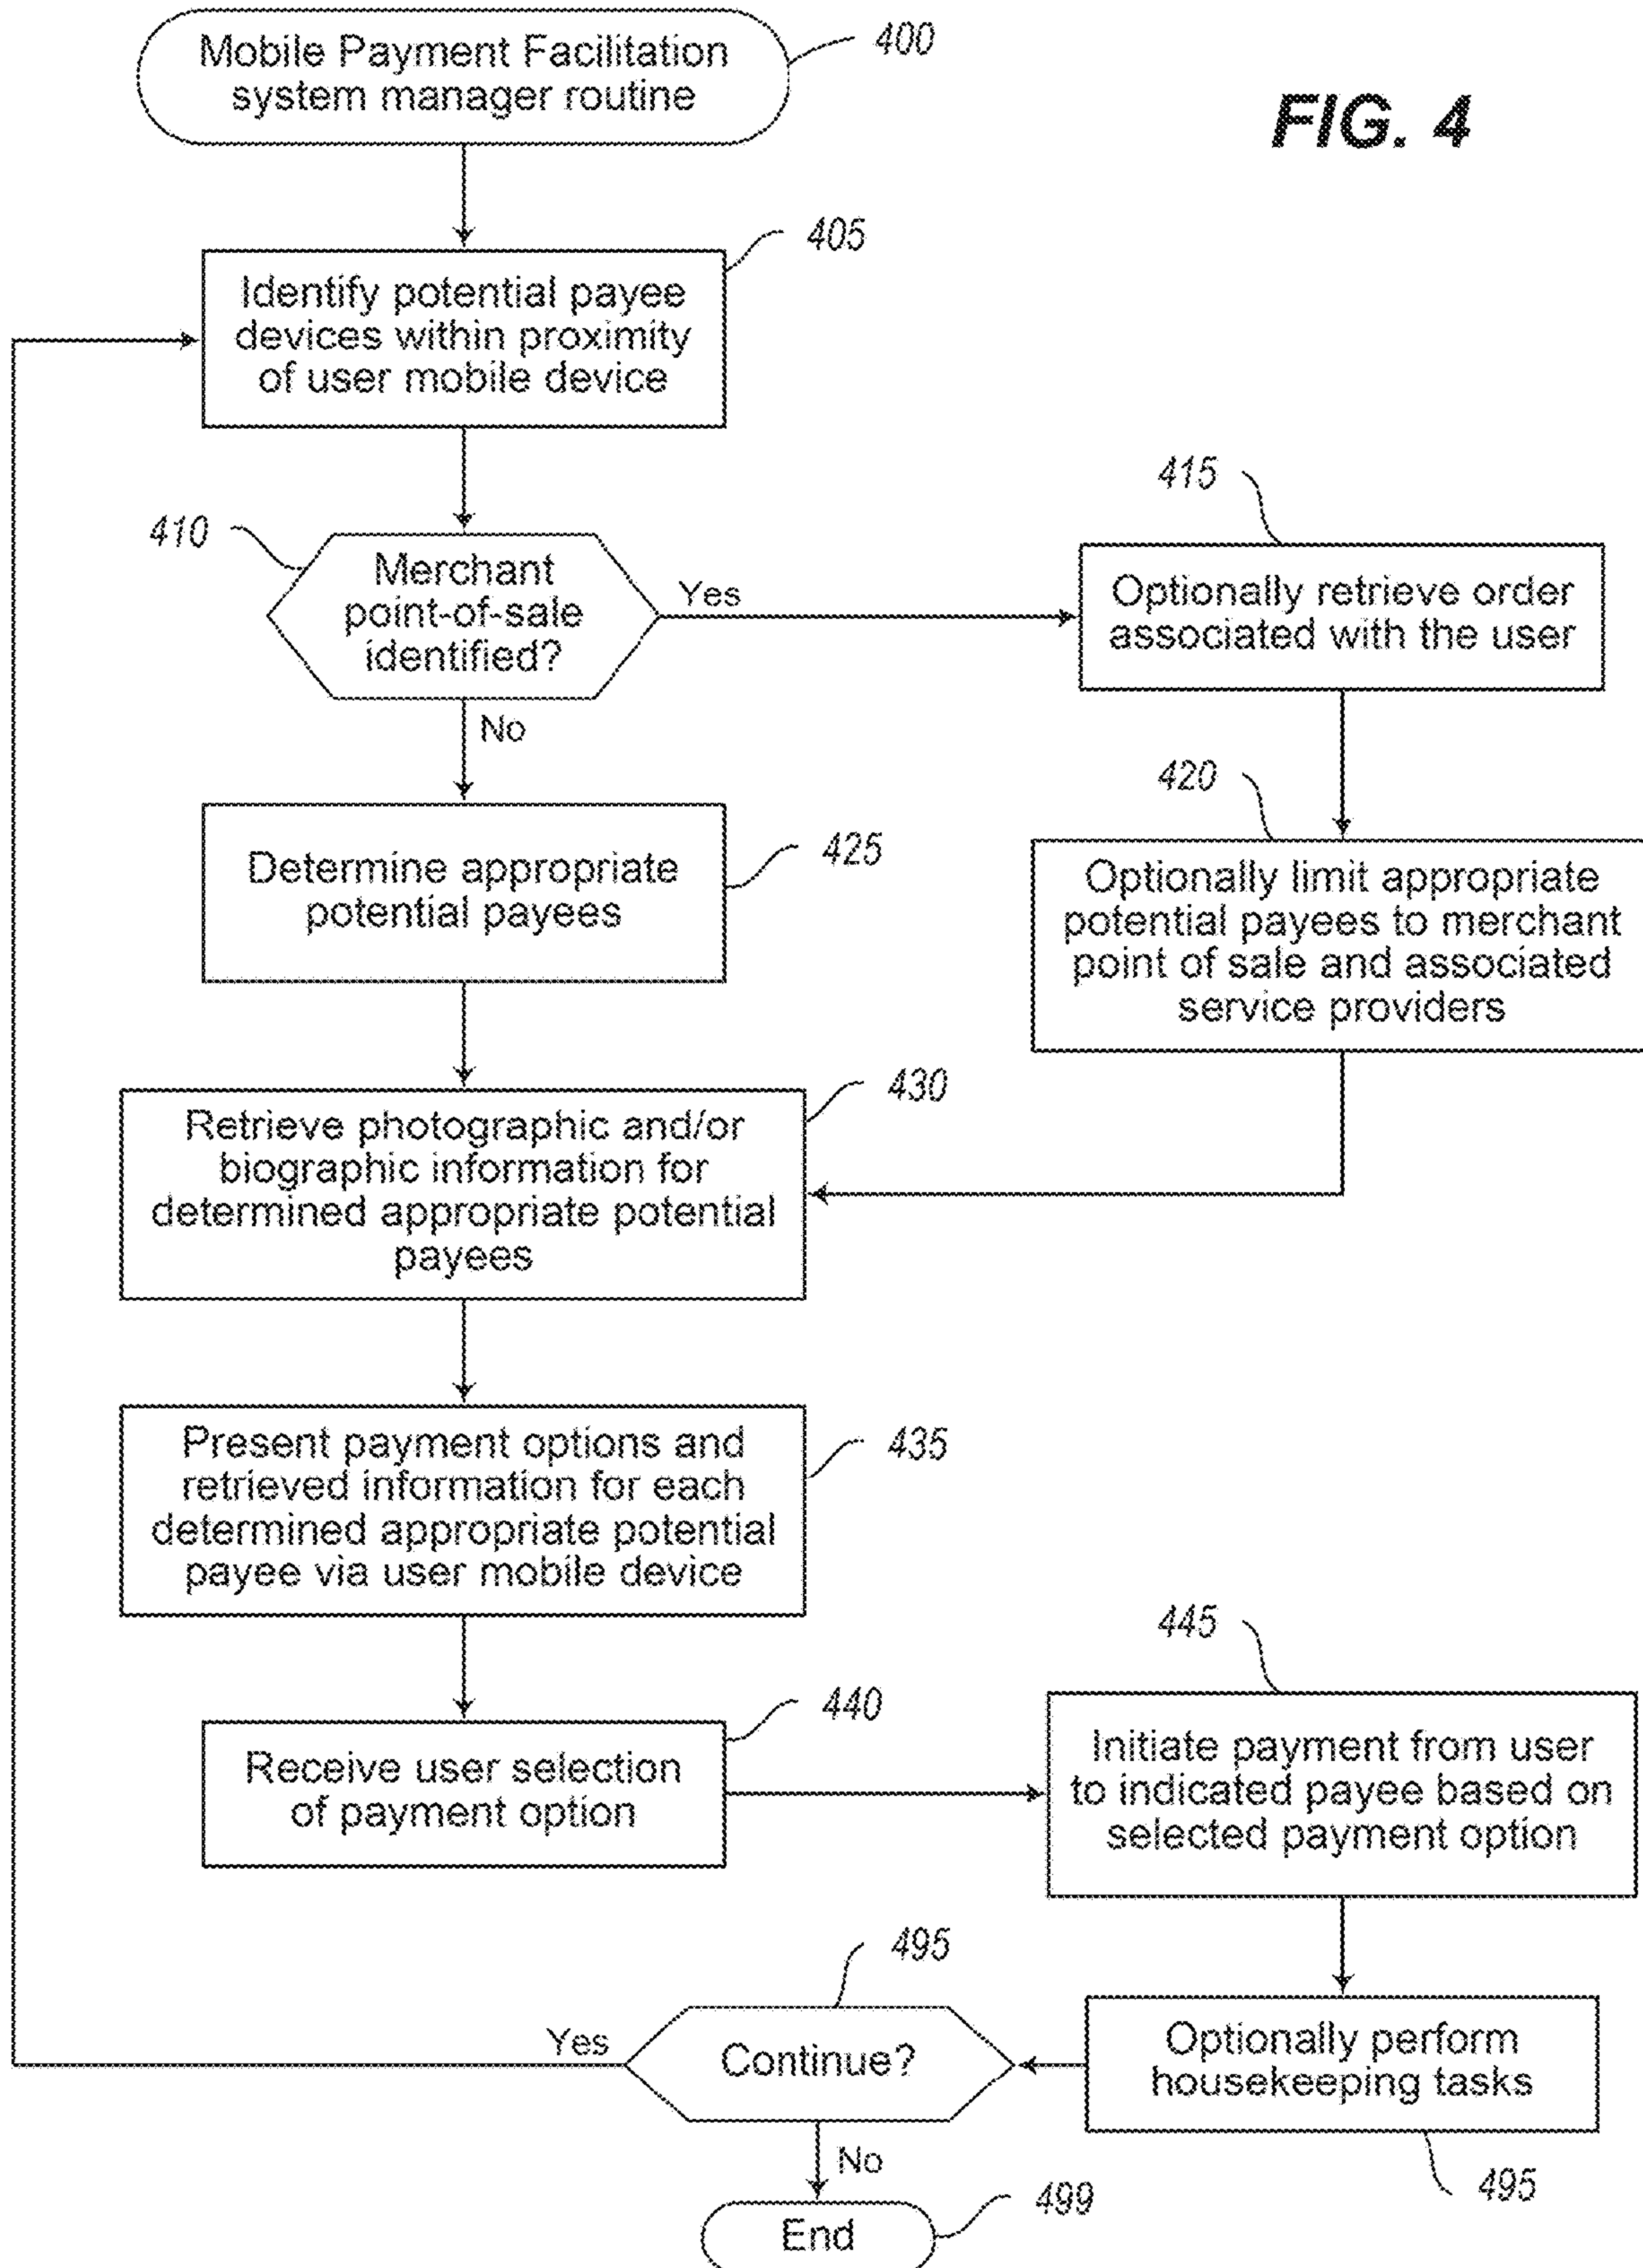 Mobile Payment Facilitation
system manager routine
400
FIG. 4
405
Identify potential payee
devices within proximity
of user mobile device
410
Merchant
point-of-sale
identified?
Yes
No
415
Optionally retrieve order
associated with the user
420
Optionally limit appropriate
potential payees to merchant
point of sale and associated
service providers
425
Determine appropriate
potential payees
430
Retrieve photographic and/or
biographic information for
determined appropriate potential
payees
435
Present payment options and
retrieved information for each
determined appropriate potential
payee via user mobile device
440
Receive user selection
of payment option
445
Initiate payment from user
to indicated payee based on
selected payment option
Optionally perform
housekeeping tasks
495
495
Continue?
Yes
No
End
499